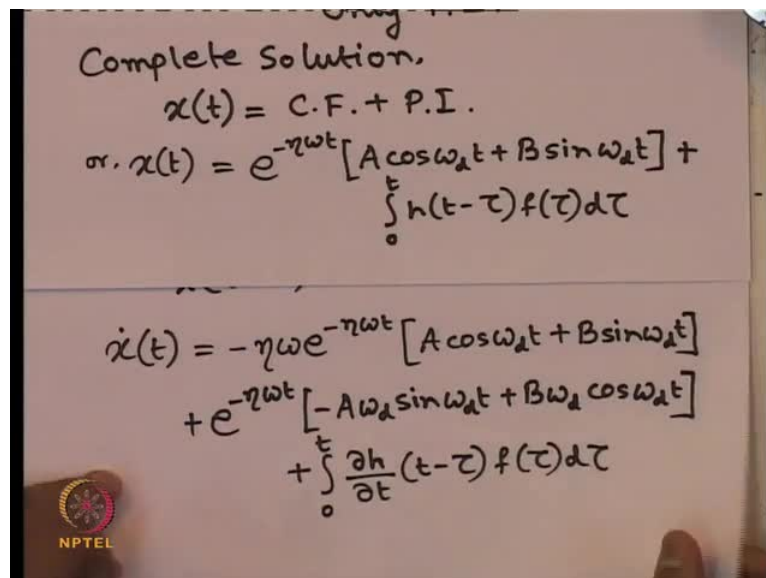 Complete Solution.
x(t) = C.F. + P.I.
or. x(t) = e^{-ηωt} [A cos ω_d t + B sin ω_d t] +
∫_0^t h(t-τ) f(τ) dτ
ẋ(t) = -ηω e^{-ηωt} [A cos ω_d t + B sin ω_d t]
+ e^{-ηωt} [-A ω_d sin ω_d t + B ω_d cos ω_d t]
+ ∫_0^t ∂h/∂t (t-τ) f(τ) dτ
NPTEL